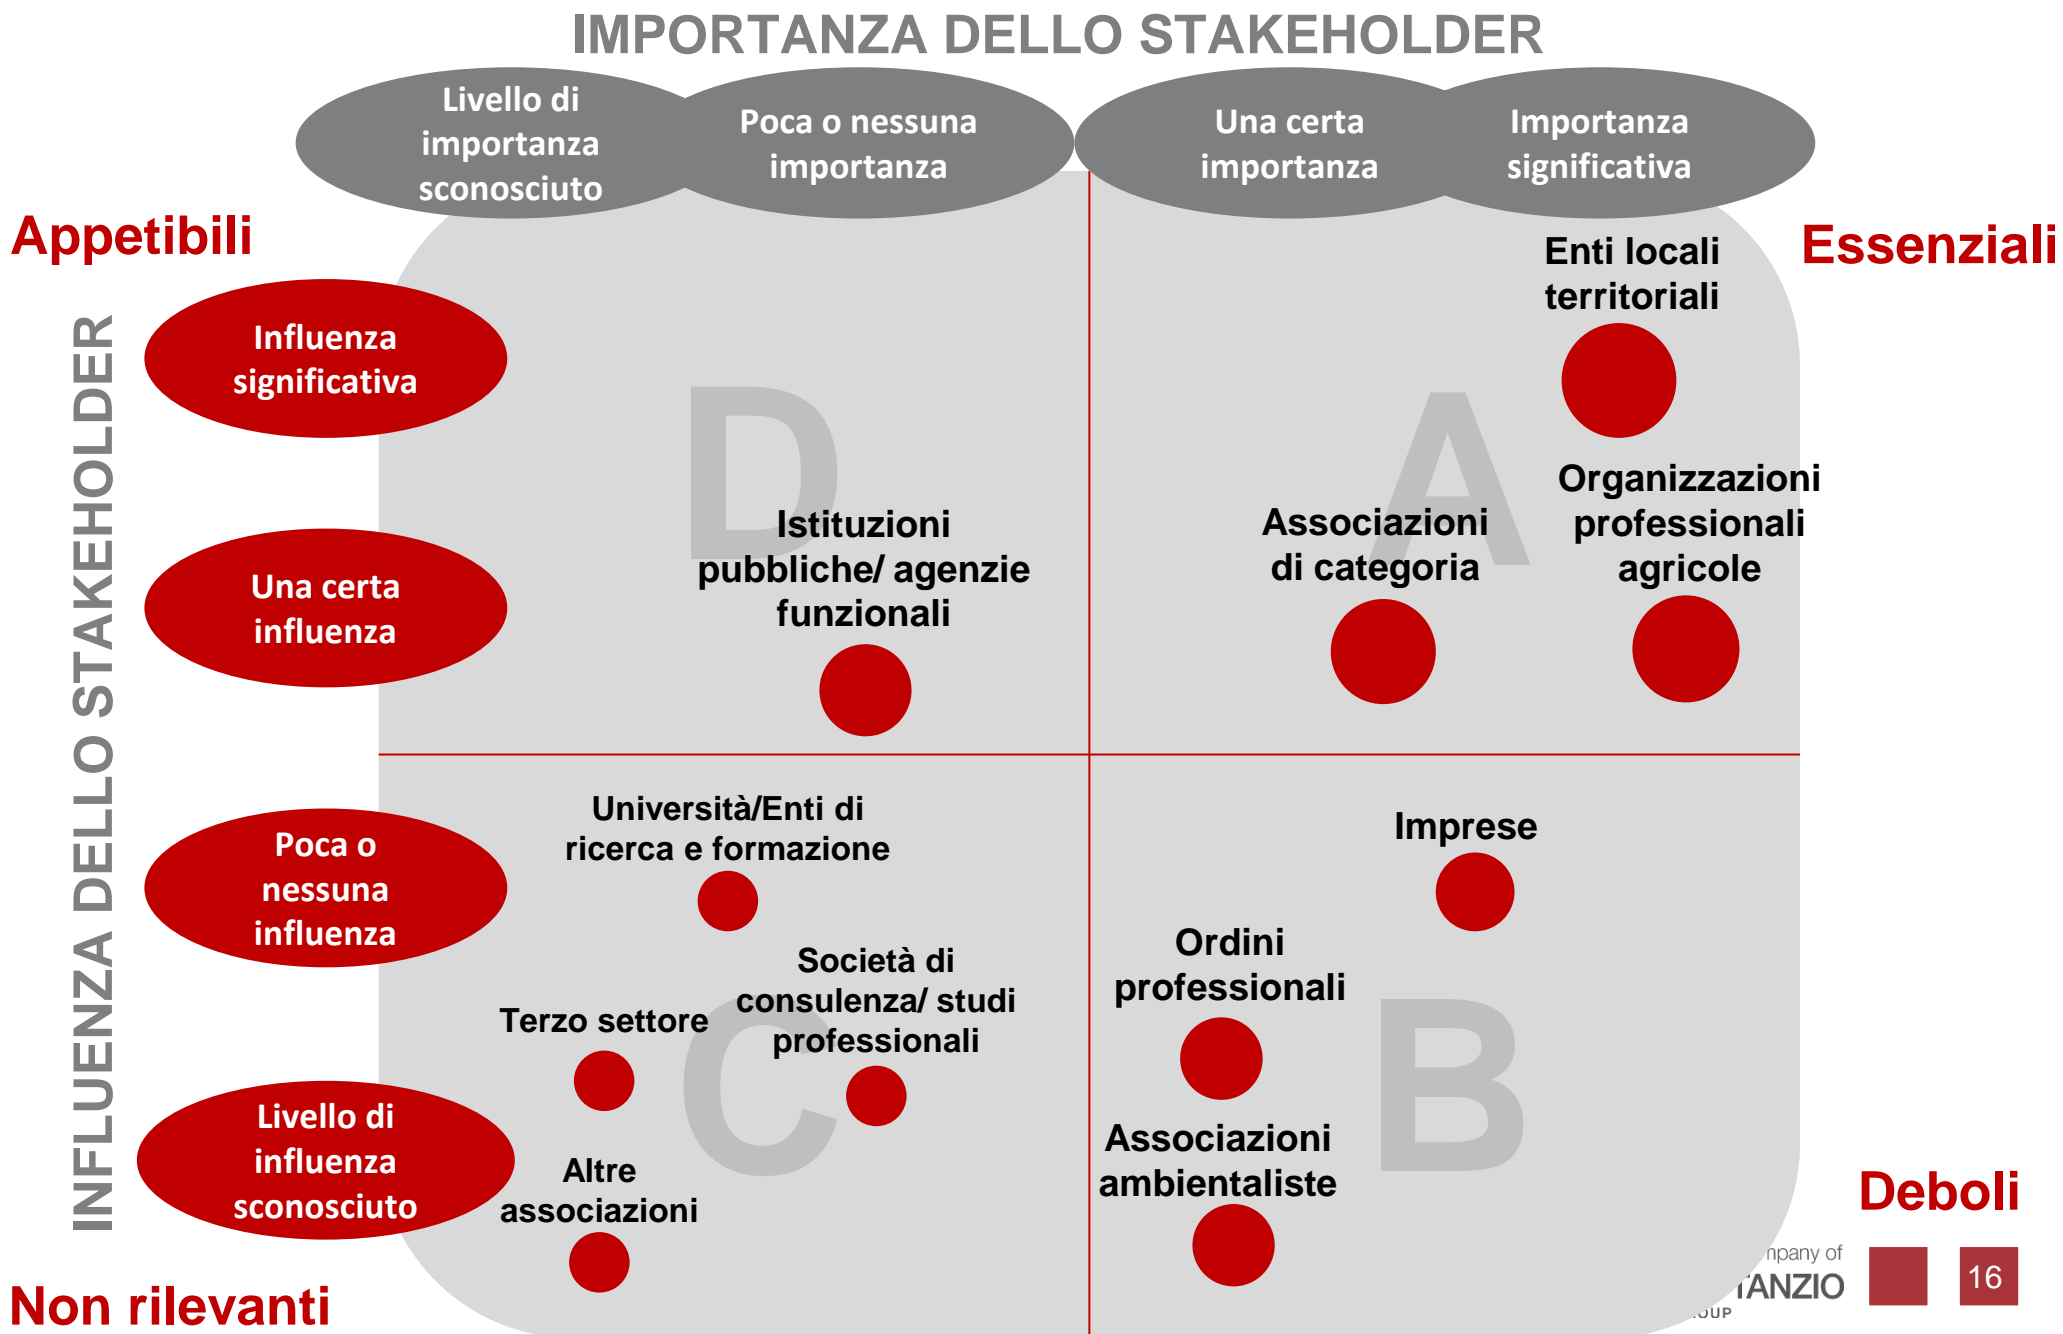 IMPORTANZA DELLO STAKEHOLDER
Livello di
importanza
sconosciuto
Poca o nessuna
importanza
Una certa
importanza
Importanza
significativa
Appetibili
Essenziali
INFLUENZA DELLO STAKEHOLDER
Influenza
significativa
Una certa
influenza
Poca o
nessuna
influenza
Livello di
influenza
sconosciuto
D
Istituzioni
pubbliche/ agenzie
funzionali
A
Enti locali
territoriali
Associazioni
di categoria
Organizzazioni
professionali
agricole
C
Università/Enti di
ricerca e formazione
Società di
consulenza/ studi
professionali
Terzo settore
Altre
associazioni
B
Imprese
Ordini
professionali
Associazioni
ambientaliste
Deboli
Non rilevanti
of
16